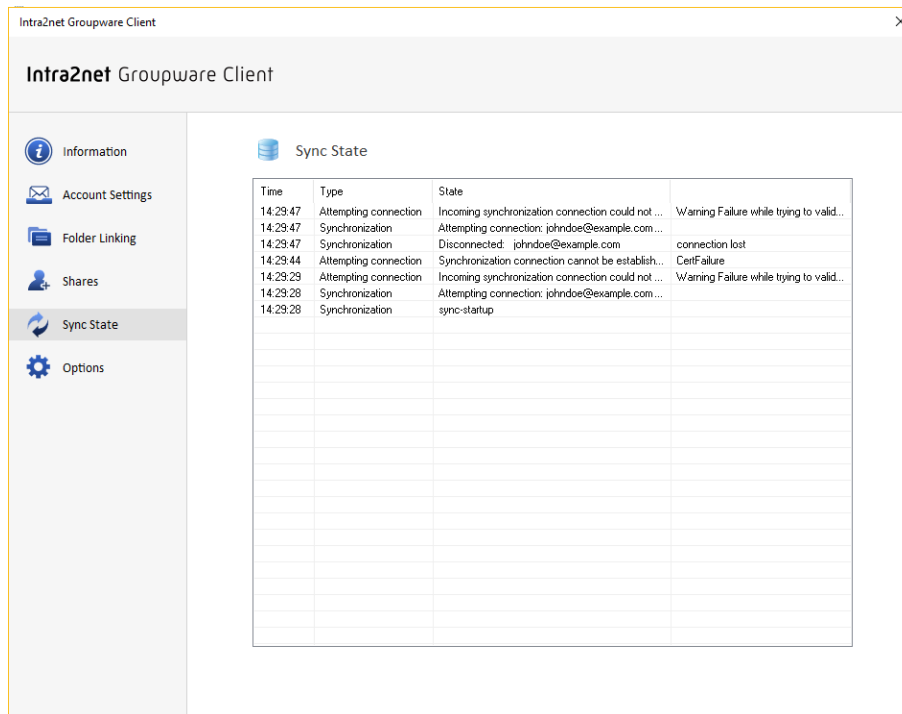 Intra2net Groupware Client
Intra2net Groupware Client
Information
Account Settings
Folder Linking
Shares
Sync State
Options
Sync State
Time Type State
14:29:47 Attempting connection Incoming synchronization connection could not ... Warning Failure while trying to valid...
14:29:47 Synchronization Attempting connection: johndoe@example.com ...
14:29:47 Synchronization Disconnected: johndoe@example.com connection lost
14:29:44 Attempting connection Synchronization connection cannot be establish... CertFailure
14:29:29 Attempting connection Incoming synchronization connection could not ... Warning Failure while trying to valid...
14:29:28 Synchronization Attempting connection: johndoe@example.com ...
14:29:28 Synchronization sync-startup